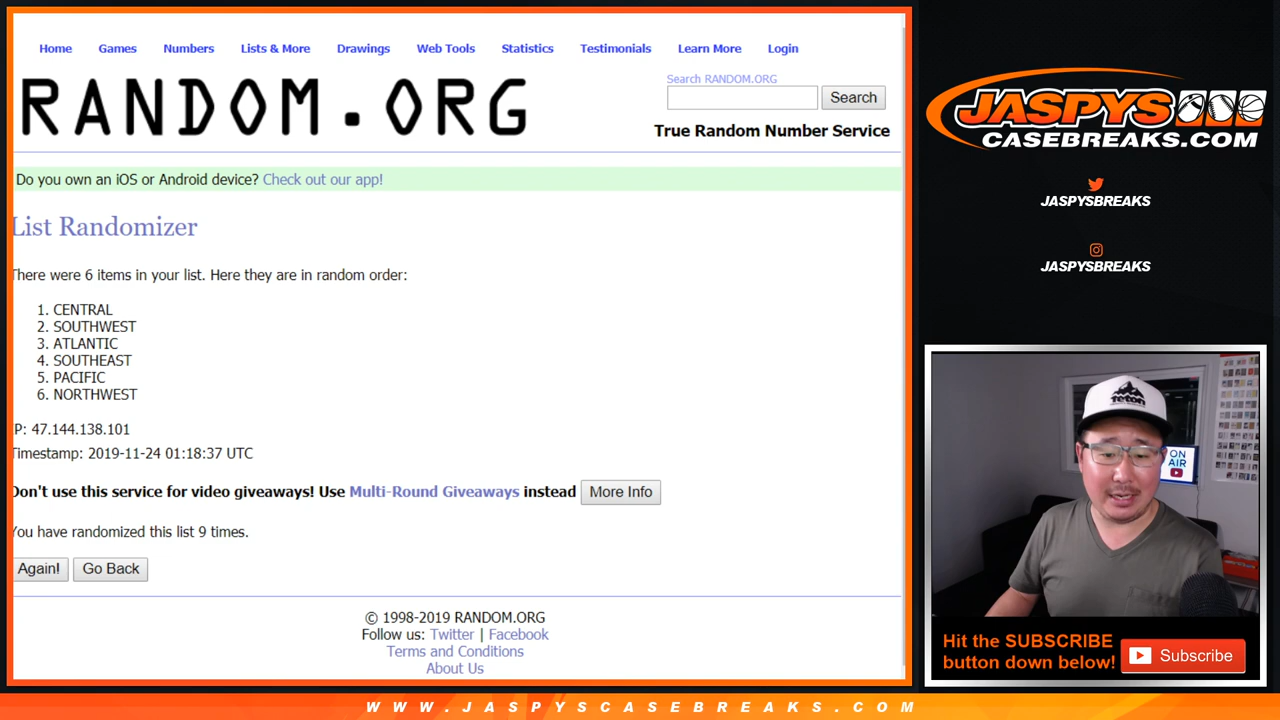 Home Games Numbers Lists & More Drawings Web Tools Statistics Testimonials Learn More Login
RANDOM.ORG
Search RANDOM.ORG
Search
True Random Number Service
Do you own an iOS or Android device? Check out our app!
List Randomizer
There were 6 items in your list. Here they are in random order:
1. CENTRAL
2. SOUTHWEST
3. ATLANTIC
4. SOUTHEAST
5. PACIFIC
6. NORTHWEST
IP: 47.144.138.101
Timestamp: 2019-11-24 01:18:37 UTC
Don't use this service for video giveaways! Use Multi-Round Giveaways instead More Info
You have randomized this list 9 times.
Again! Go Back
© 1998-2019 RANDOM.ORG
Follow us: Twitter | Facebook
Terms and Conditions
About Us
JASPYS
CASEBREAKS.COM
JASPYSBREAKS
JASPYSBREAKS
teton
ON
AIR
Hit the SUBSCRIBE
button down below!
Subscribe
WWW.JASPYSCASEBREAKS.COM